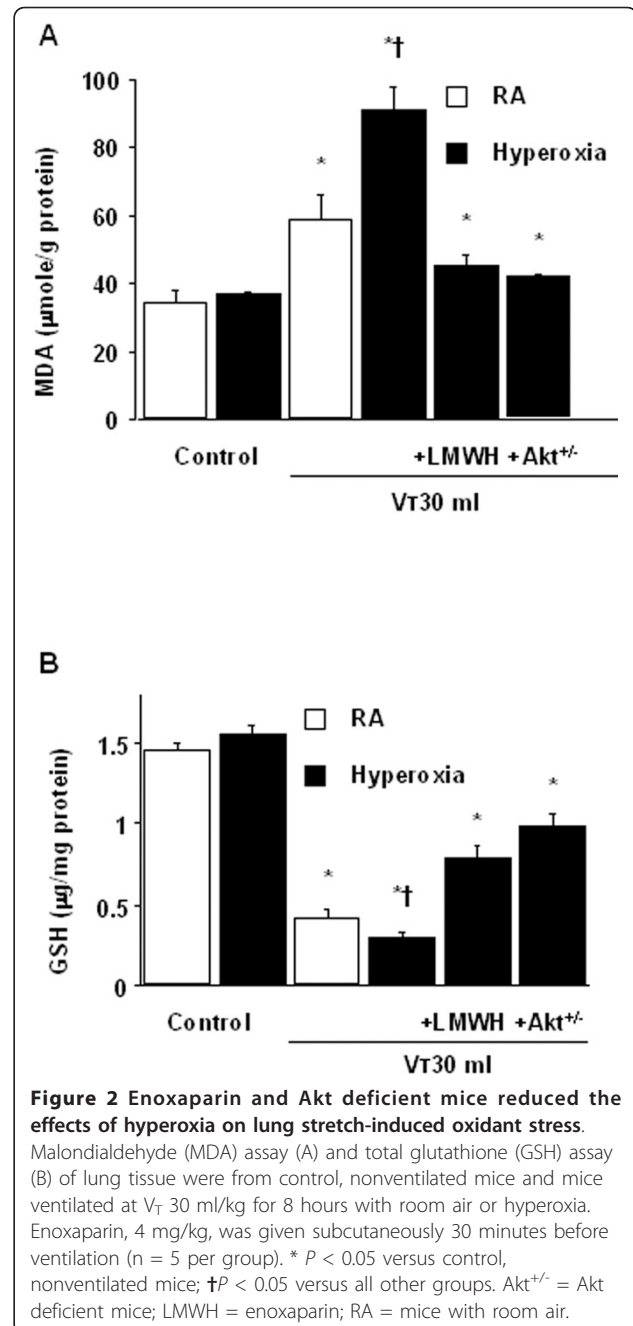 A
*†
100
RA
80
Hyperoxia
*
60
*
*
40
20
0
MDA (µmole/g protein)
Control
+LMWH +Akt+/-
VT30 ml
B
RA
1.5
Hyperoxia
1
*
*
*
*†
0.5
0
GSH (µg/mg protein)
Control
+LMWH +Akt+/-
VT30 ml
Figure 2 Enoxaparin and Akt deficient mice reduced the
effects of hyperoxia on lung stretch-induced oxidant stress.
Malondialdehyde (MDA) assay (A) and total glutathione (GSH) assay
(B) of lung tissue were from control, nonventilated mice and mice
ventilated at VT 30 ml/kg for 8 hours with room air or hyperoxia.
Enoxaparin, 4 mg/kg, was given subcutaneously 30 minutes before
ventilation (n = 5 per group). * P < 0.05 versus control,
nonventilated mice; †P < 0.05 versus all other groups. Akt+/- = Akt
deficient mice; LMWH = enoxaparin; RA = mice with room air.